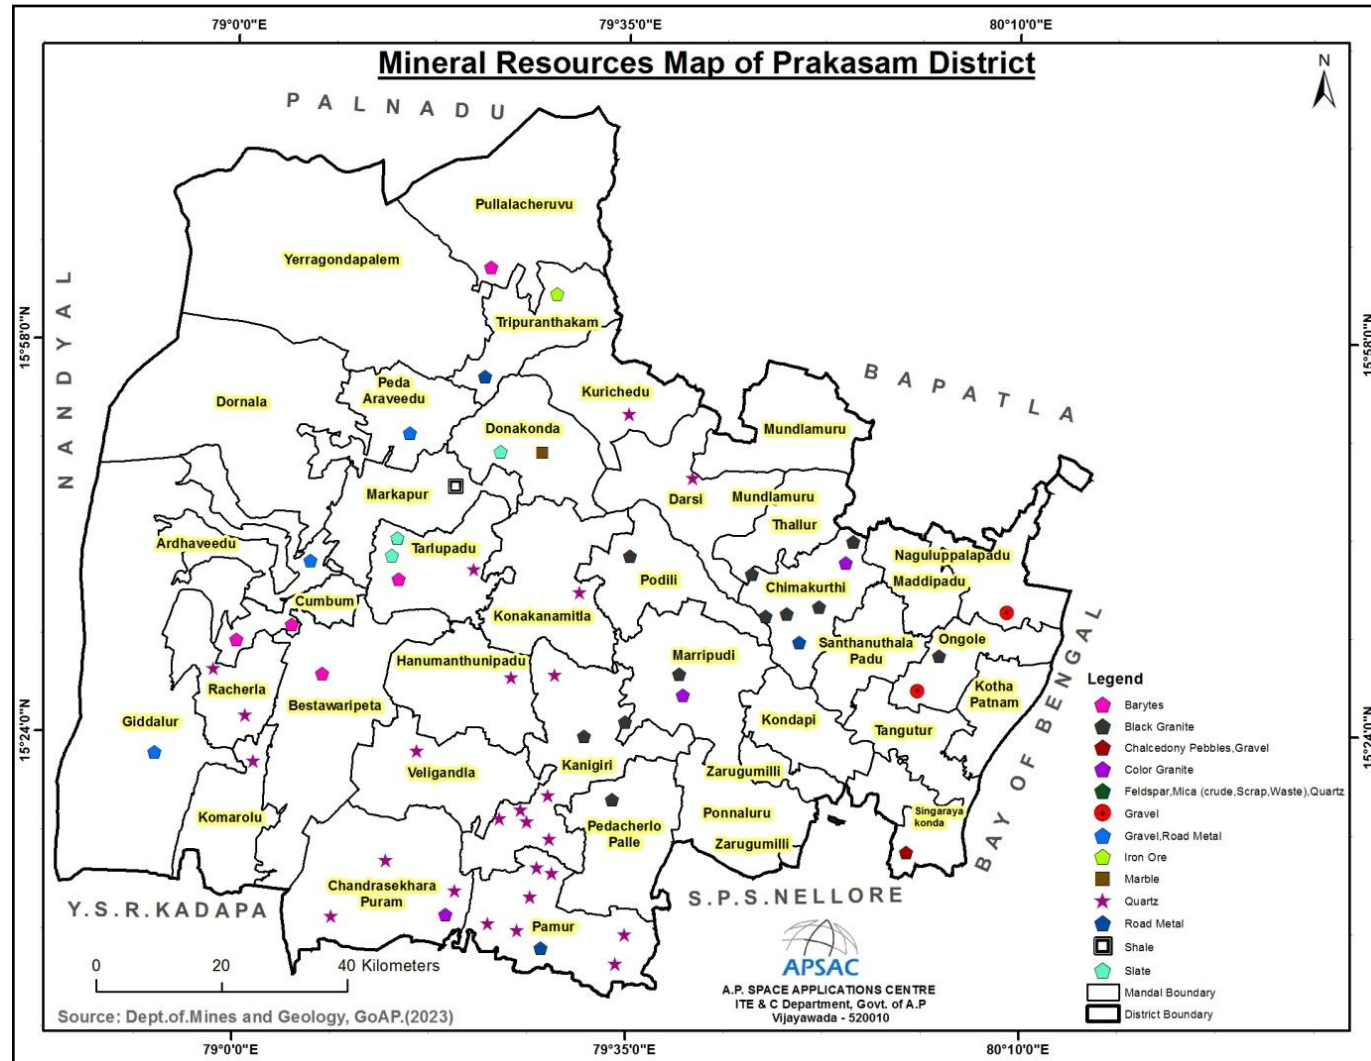 79°0'0"E
79°35'0"E
80°10'0"E
Mineral Resources Map of Prakasam District
N
PALNADU
Pullalacheruvu
Yerragondapalem
NANDYAL
15°58'0"N
Tripuranthakam
15°58'0"N
BAPATLA
Peda
Araveedu
Kurichedu
Dornala
Donakonda
Mundlamuru
Markapur
Darsi
Mundlamuru
Thallur
Ardhaveedu
Tarlupadu
Naguluppalapadu
Podili
Maddipadu
Chimakurthi
Cumbum
Konakanamitla
Santhanuthala
Padu
Ongole
Hanumanthunipadu
Marripudi
BAY OF BENGAL
Racherla
Kotha
Patnam
Bestawaripeta
Giddalur
Kondapi
Tangutur
15°24'0"N
15°24'0"N
Veligandla
Kanigiri
Zarugumilli
Komarolu
Ponnaluru
Singaraya
konda
Pedacherlo
Palle
Zarugumilli
Chandrasekhara
Puram
Pamur
Y.S.R.KADAPA
S.P.S.NELLORE
Legend
Barytes
Black Granite
Chalcedony Pebbles,Gravel
Color Granite
Feldspar,Mica (crude,Scrap,Waste),Quartz
Gravel
Gravel,Road Metal
Iron Ore
Marble
Quartz
Road Metal
Shale
Slate
Mandal Boundary
District Boundary
0 20 40 Kilometers
APSAC
A.P. SPACE APPLICATIONS CENTRE
ITE & C Department, Govt. of A.P
Vijayawada - 520010
Source: Dept.of.Mines and Geology, GoAP.(2023)
79°0'0"E
79°35'0"E
80°10'0"E